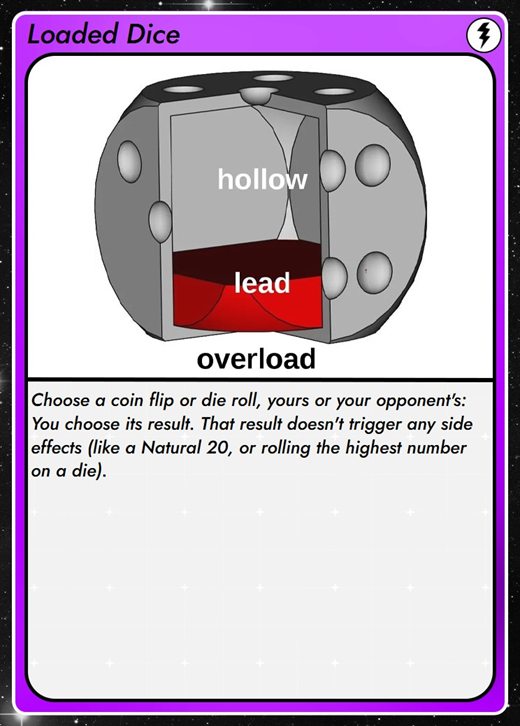 Loaded Dice
hollow
lead
overload
Choose a coin flip or die roll, yours or your opponent's:
You choose its result. That result doesn't trigger any side
effects (like a Natural 20, or rolling the highest number
on a die).